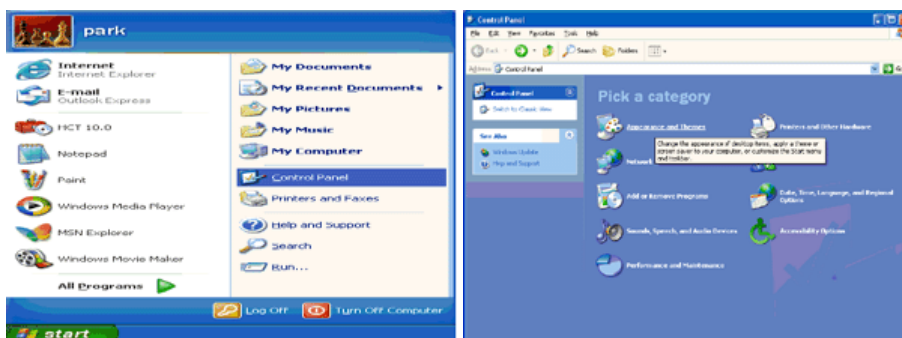 park
Internet
Internet Explorer
E-mail
Outlook Express
HCT 10.0
Notepad
Paint
Windows Media Player
MSN Explorer
Windows Movie Maker
All Programs
My Documents
My Recent Documents
My Pictures
My Music
My Computer
Control Panel
Printers and Faxes
Help and Support
Search
Run...
Log Off
Turn Off Computer
start
Control Panel
File Edit View Favorites Tools Help
Back
Search
Folders
Address
Control Panel
Go
Control Panel
Switch to Classic View
See Also
Windows Update
Help and Support
Pick a category
Appearance and Themes
Printers and Other Hardware
Change the appearance of desktop items, apply a theme or
screen saver to your computer, or customize the Start menu
and taskbar.
Network
Add or Remove Programs
Date, Time, Language, and Regional
Options
Sounds, Speech, and Audio Devices
Accessibility Options
Performance and Maintenance